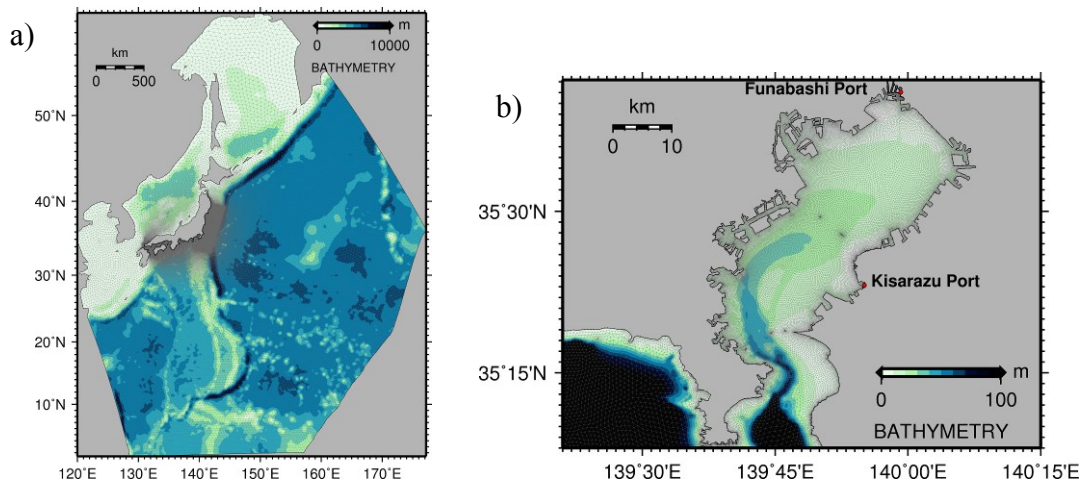 a)
m
0 10000
BATHYMETRY
km
0 500
50˚N
40˚N
30˚N
20˚N
10˚N
120˚E 130˚E 140˚E 150˚E 160˚E 170˚E
b)
Funabashi Port
km
0 10
35˚30'N
Kisarazu Port
35˚15'N
m
0 100
BATHYMETRY
139˚30'E 139˚45'E 140˚00'E 140˚15'E